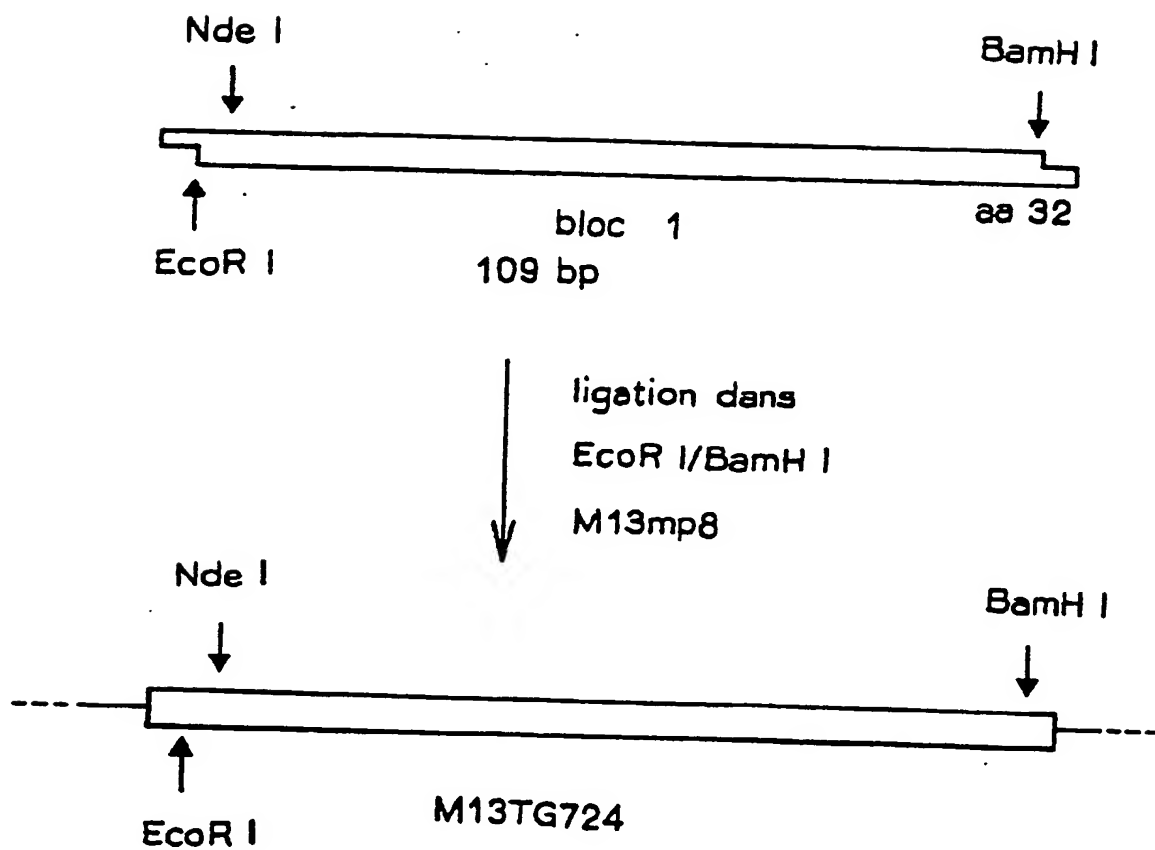 Nde I
BamH I
EcoR I
bloc 1
109 bp
aa 32
ligation dans
EcoR I/BamH I
M13mp8
Nde I
BamH I
EcoR I
M13TG724